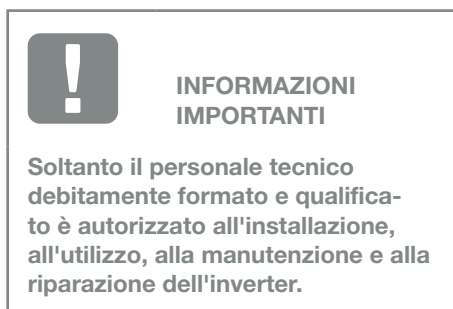 INFORMAZIONI
IMPORTANTI
Soltanto il personale tecnico
debitamente formato e qualifica-
to è autorizzato all'installazione,
all'utilizzo, alla manutenzione e alla
riparazione dell'inverter.